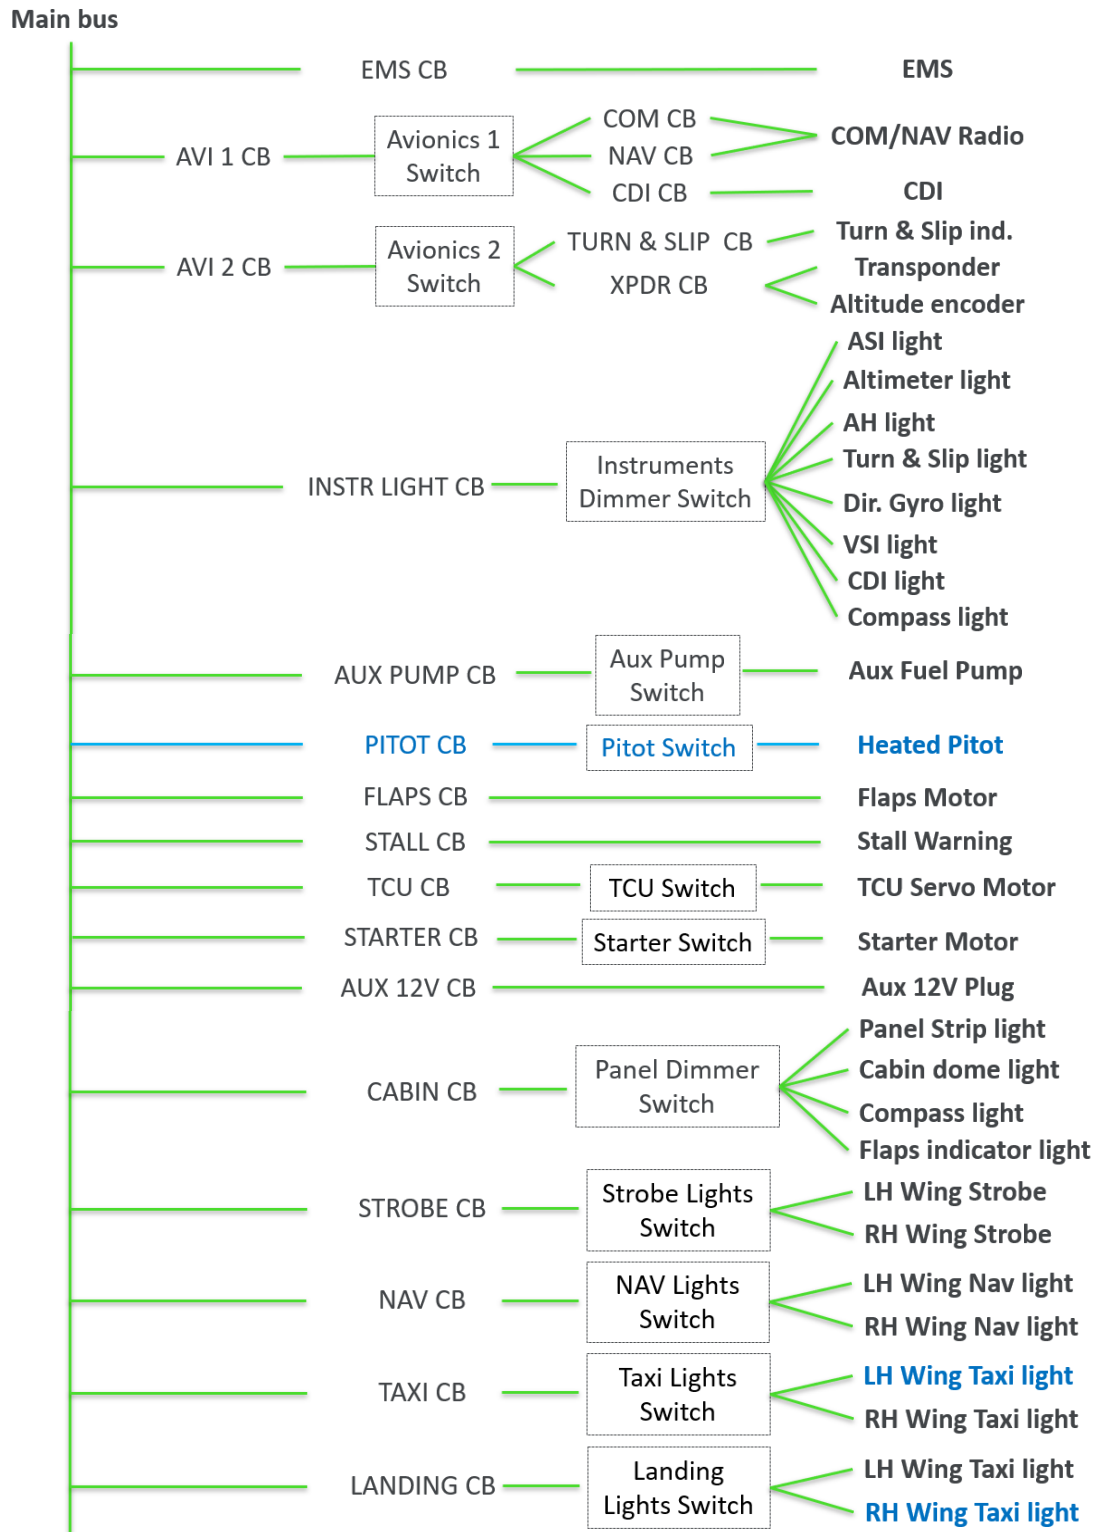 Main bus
EMS CB
EMS
AVI 1 CB
Avionics 1
Switch
COM CB
NAV CB
CDI CB
COM/NAV Radio
CDI
AVI 2 CB
Avionics 2
Switch
TURN & SLIP CB
XPDR CB
Turn & Slip ind.
Transponder
Altitude encoder
INSTR LIGHT CB
Instruments
Dimmer Switch
ASI light
Altimeter light
AH light
Turn & Slip light
Dir. Gyro light
VSI light
CDI light
Compass light
AUX PUMP CB
Aux Pump
Switch
Aux Fuel Pump
PITOT CB
Pitot Switch
Heated Pitot
FLAPS CB
Flaps Motor
STALL CB
Stall Warning
TCU CB
TCU Switch
TCU Servo Motor
STARTER CB
Starter Switch
Starter Motor
AUX 12V CB
Aux 12V Plug
CABIN CB
Panel Dimmer
Switch
Panel Strip light
Cabin dome light
Compass light
Flaps indicator light
STROBE CB
Strobe Lights
Switch
LH Wing Strobe
RH Wing Strobe
NAV CB
NAV Lights
Switch
LH Wing Nav light
RH Wing Nav light
TAXI CB
Taxi Lights
Switch
LH Wing Taxi light
RH Wing Taxi light
LANDING CB
Landing
Lights Switch
LH Wing Taxi light
RH Wing Taxi light